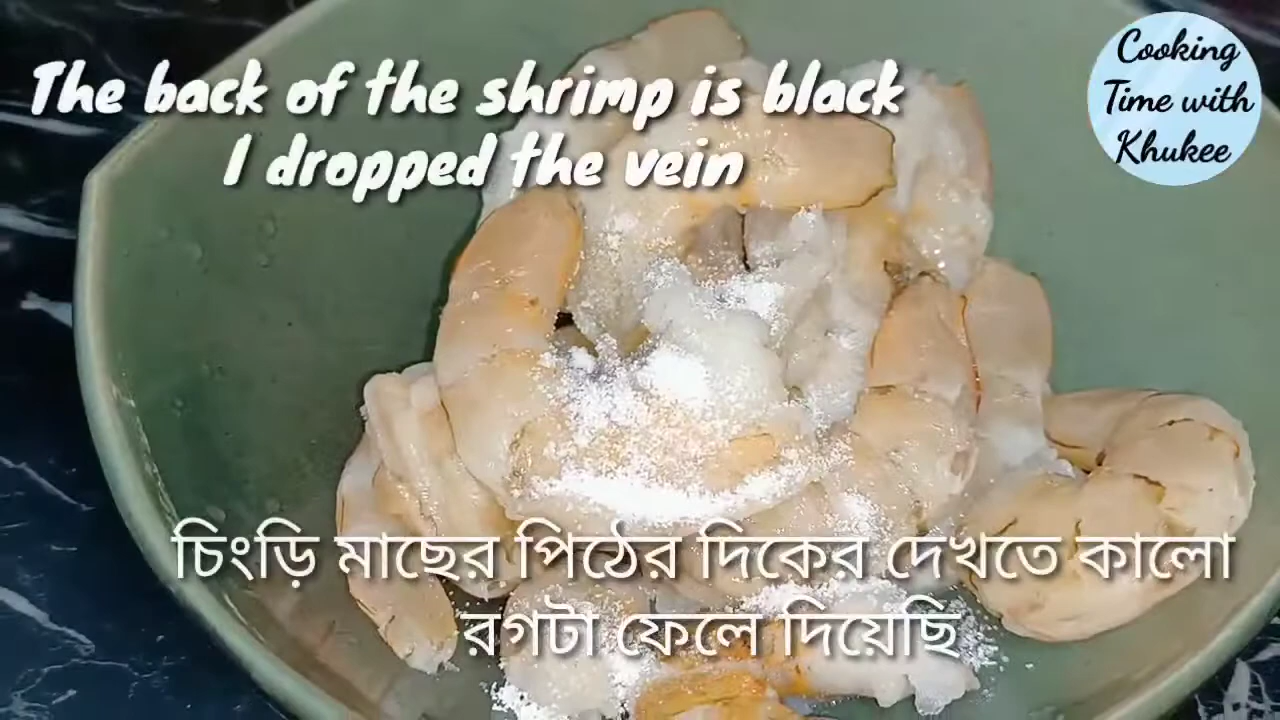 The back of the shrimp is black
I dropped the vein
Cooking
Time with
Khukee
চিংড়ি মাছের পিঠের দিকের দেখতে কালো
রগটা ফেলে দিয়েছি